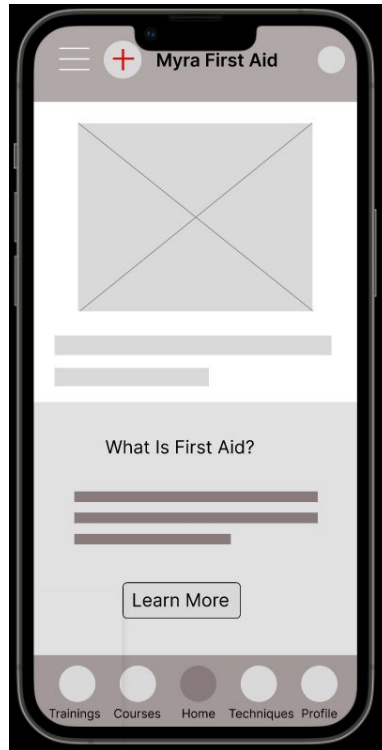 Myra First Aid
What Is First Aid?
Learn More
Trainings Courses Home Techniques Profile